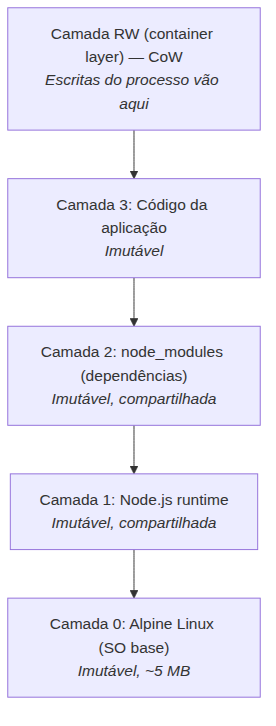 Camada RW (container
layer) — CoW
Escritas do processo vão
aqui
Camada 3: Código da
aplicação
Imutável
Camada 2: node_modules
(dependências)
Imutável, compartilhada
Camada 1: Node.js runtime
Imutável, compartilhada
Camada 0: Alpine Linux
(SO base)
Imutável, ~5 MB